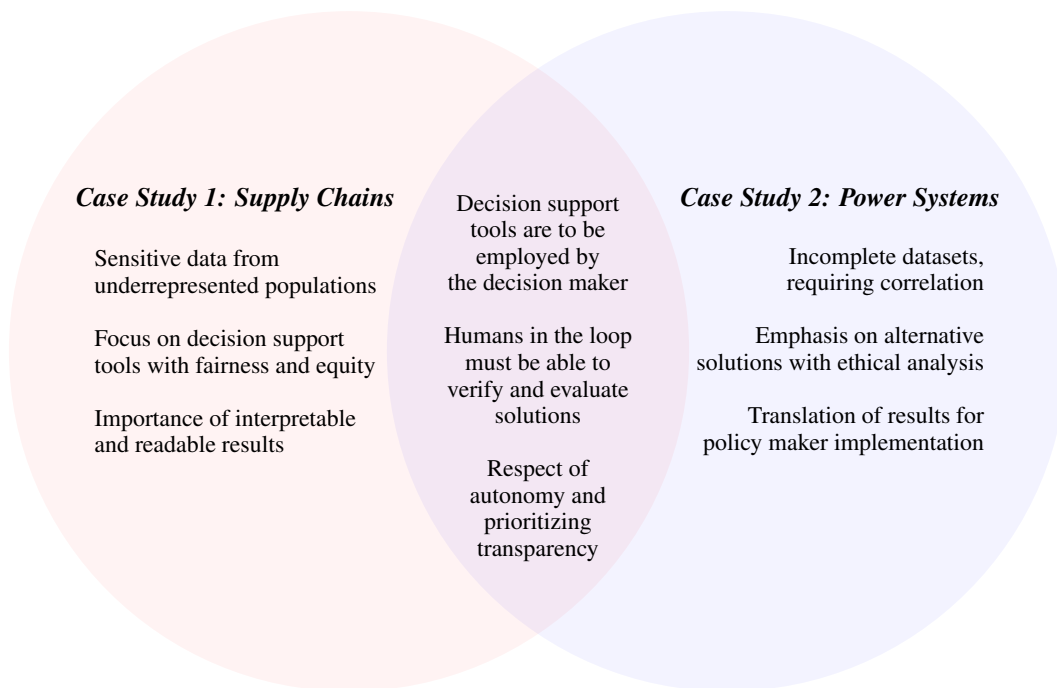 Case Study 1: Supply Chains
Sensitive data from
underrepresented populations
Focus on decision support
tools with fairness and equity
Importance of interpretable
and readable results
Decision support
tools are to be
employed by
the decision maker
Humans in the loop
must be able to
verify and evaluate
solutions
Respect of
autonomy and
prioritizing
transparency
Case Study 2: Power Systems
Incomplete datasets,
requiring correlation
Emphasis on alternative
solutions with ethical analysis
Translation of results for
policy maker implementation